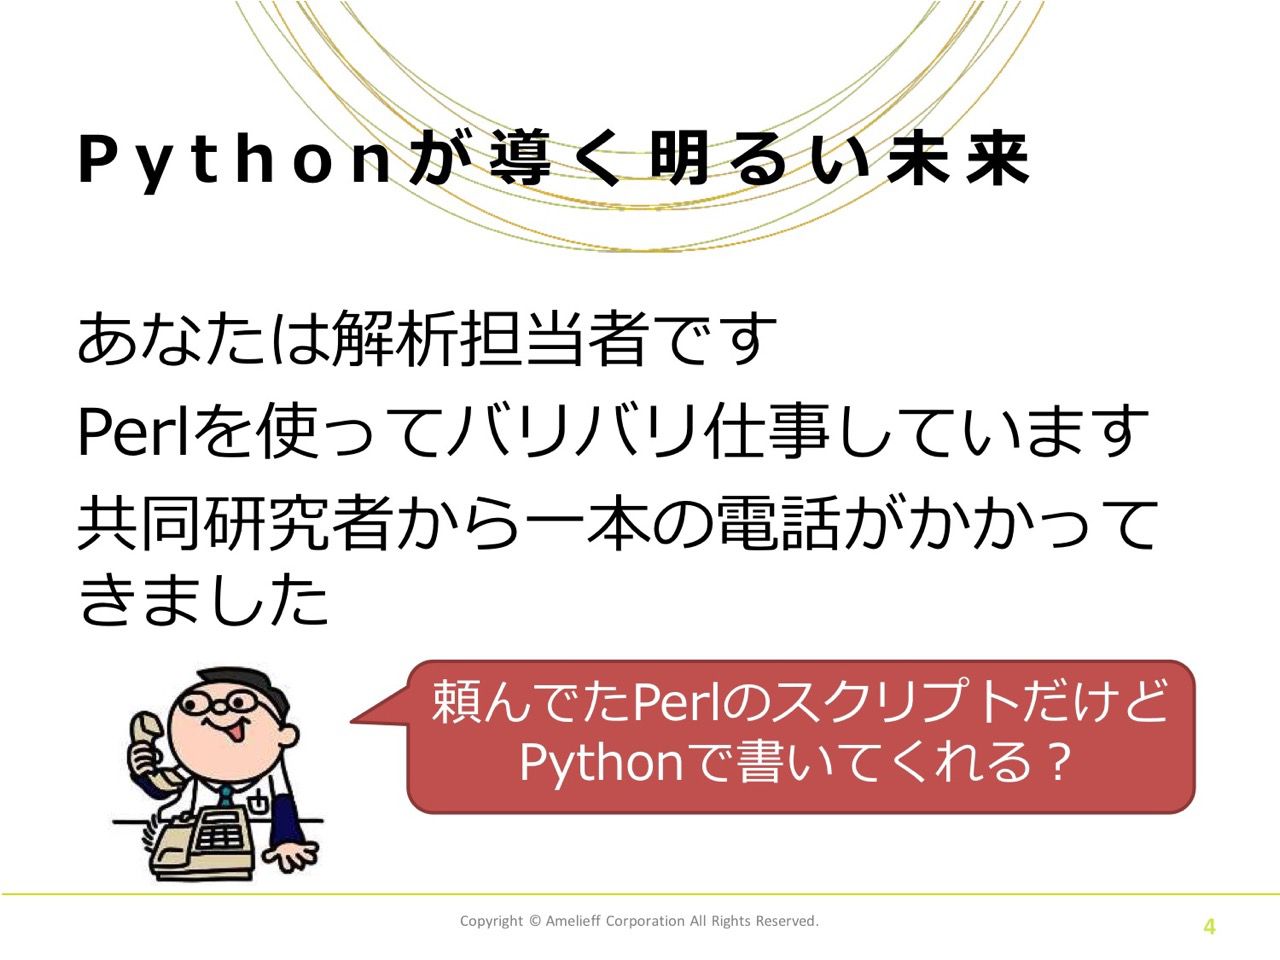 Pythonが導く明るい未来
あなたは解析担当者です
Perlを使ってバリバリ仕事しています
共同研究者から一本の電話がかかって
きました
頼んでたPerlのスクリプトだけど
Pythonで書いてくれる？
Copyright © Amelieff Corporation All Rights Reserved.
4